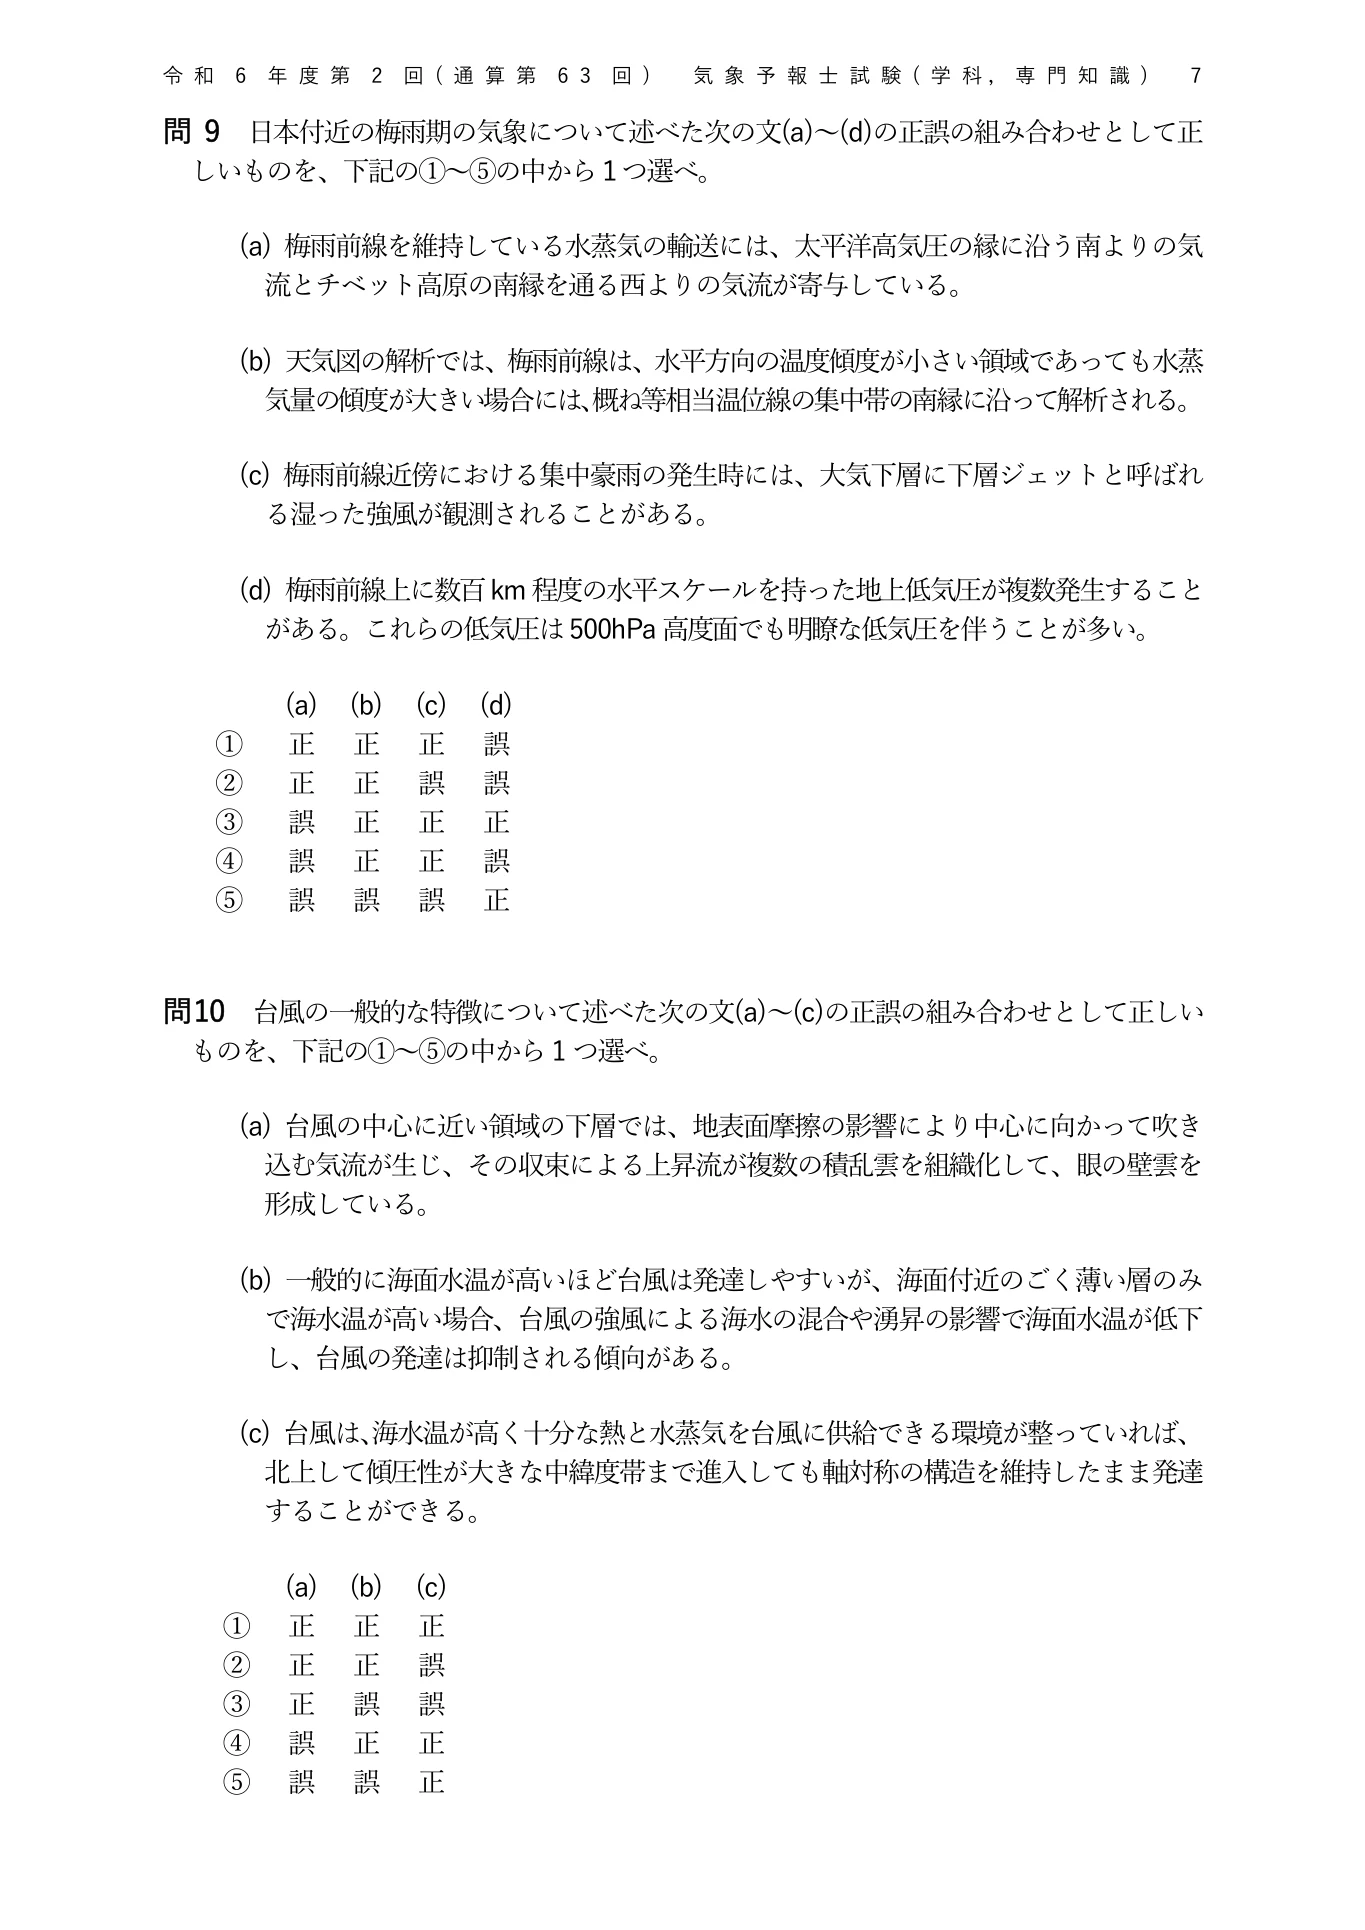 令和6年度第2回(通算第63回)　気象予報士試験(学科，専門知識)　7
問 9　日本付近の梅雨期の気象について述べた次の文(a)～(d)の正誤の組み合わせとして正
しいものを、下記の①～⑤の中から１つ選べ。
(a) 梅雨前線を維持している水蒸気の輸送には、太平洋高気圧の縁に沿う南よりの気
流とチベット高原の南縁を通る西よりの気流が寄与している。
(b) 天気図の解析では、梅雨前線は、水平方向の温度傾度が小さい領域であっても水蒸
気量の傾度が大きい場合には、概ね等相当温位線の集中帯の南縁に沿って解析される。
(c) 梅雨前線近傍における集中豪雨の発生時には、大気下層に下層ジェットと呼ばれ
る湿った強風が観測されることがある。
(d) 梅雨前線上に数百 km 程度の水平スケールを持った地上低気圧が複数発生すること
がある。これらの低気圧は 500hPa 高度面でも明瞭な低気圧を伴うことが多い。
(a)　(b)　(c)　(d)
①　正　正　正　誤
②　正　正　誤　誤
③　誤　正　正　正
④　誤　正　正　誤
⑤　誤　誤　誤　正
問10　台風の一般的な特徴について述べた次の文(a)～(c)の正誤の組み合わせとして正しい
ものを、下記の①～⑤の中から１つ選べ。
(a) 台風の中心に近い領域の下層では、地表面摩擦の影響により中心に向かって吹き
込む気流が生じ、その収束による上昇流が複数の積乱雲を組織化して、眼の壁雲を
形成している。
(b) 一般的に海面水温が高いほど台風は発達しやすいが、海面付近のごく薄い層のみ
で海水温が高い場合、台風の強風による海水の混合や湧昇の影響で海面水温が低下
し、台風の発達は抑制される傾向がある。
(c) 台風は、海水温が高く十分な熱と水蒸気を台風に供給できる環境が整っていれば、
北上して傾圧性が大きな中緯度帯まで進入しても軸対称の構造を維持したまま発達
することができる。
(a)　(b)　(c)
①　正　正　正
②　正　正　誤
③　正　誤　誤
④　誤　正　正
⑤　誤　誤　正